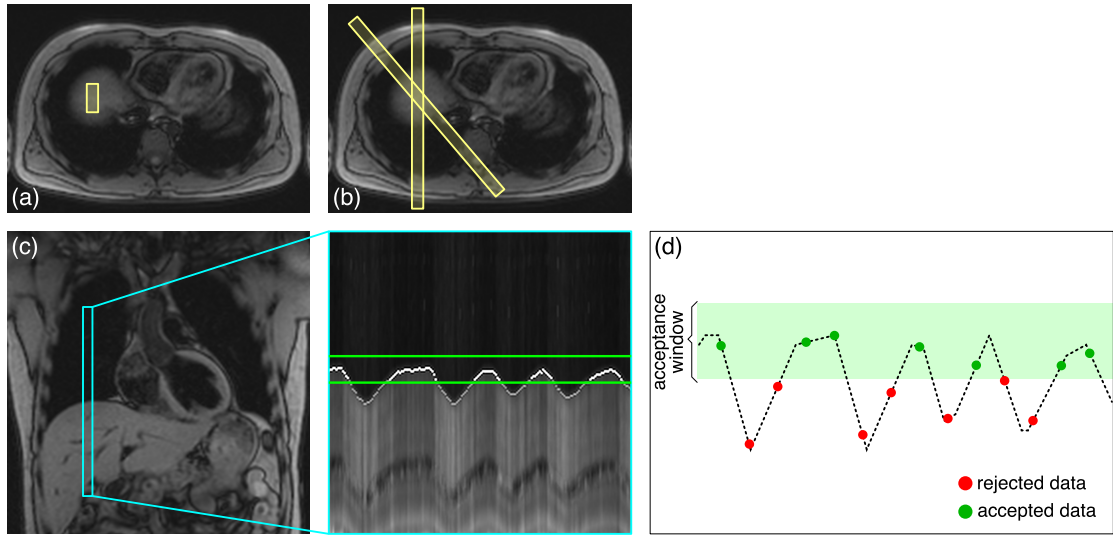 (a)
(b)
(c)
(d)
acceptance
window
rejected data
accepted data